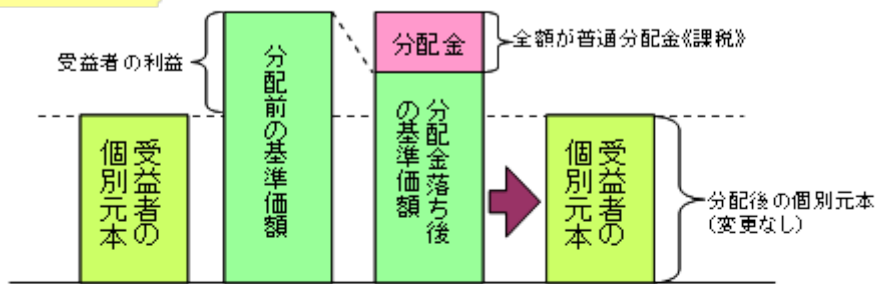 受益者の利益
分配前の基準価額
分配金
全額が普通分配金《課税》
受益者の
個別元本
分配金落ち後
の基準価額
受益者の
個別元本
分配後の個別元本
(変更なし)